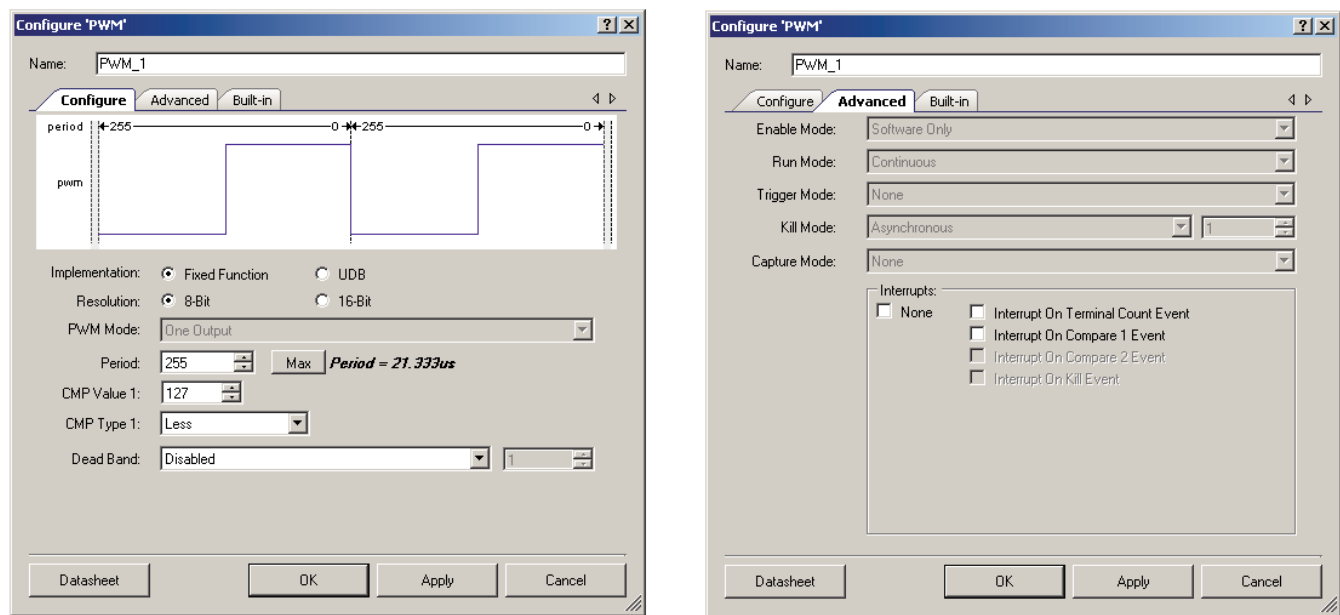 Configure 'PWM'
Name: PWM_1
Configure Advanced Built-in
period 255 0 255 0
pwm
Implementation: Fixed Function UDB
Resolution: 8-Bit 16-Bit
PWM Mode: One Output
Period: 255 Max Period = 21.333us
CMP Value 1: 127
CMP Type 1: Less
Dead Band: Disabled 1
Datasheet OK Apply Cancel
Configure 'PWM'
Name: PWM_1
Configure Advanced Built-in
Enable Mode: Software Only
Run Mode: Continuous
Trigger Mode: None
Kill Mode: Asynchronous 1
Capture Mode: None
Interrupts:
None Interrupt On Terminal Count Event
Interrupt On Compare 1 Event
Interrupt On Compare 2 Event
Interrupt On Kill Event
Datasheet OK Apply Cancel